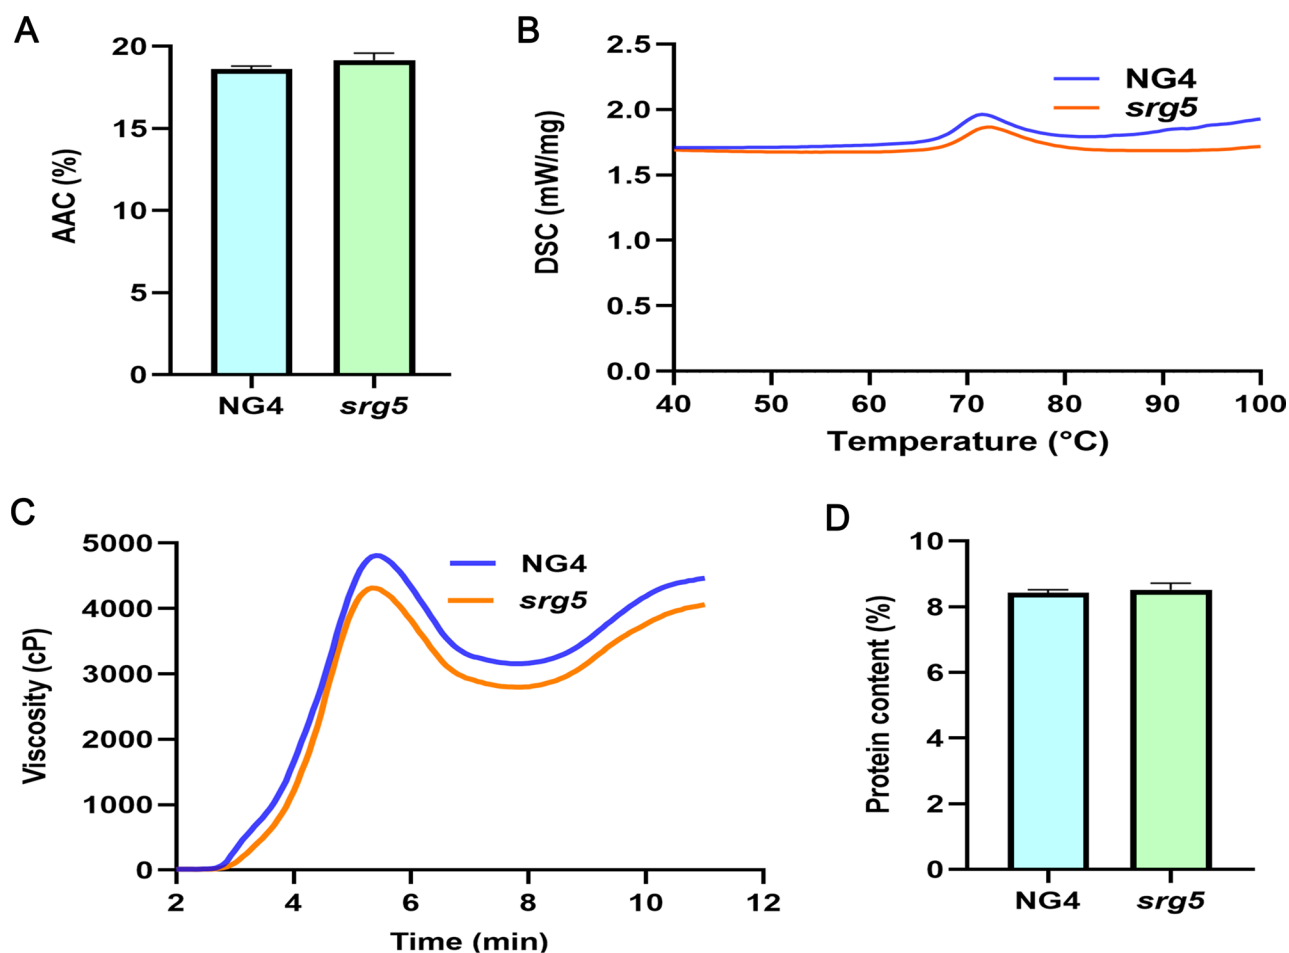 A
AAC (%)
20
15
10
5
0
NG4
srg5
B
DSC (mW/mg)
2.5
2.0
1.5
1.0
0.5
0.0
NG4
srg5
40 50 60 70 80 90 100
Temperature (°C)
C
Viscosity (cP)
5000
4000
3000
2000
1000
0
NG4
srg5
2 4 6 8 10 12
Time (min)
D
Protein content (%)
10
8
6
4
2
0
NG4
srg5